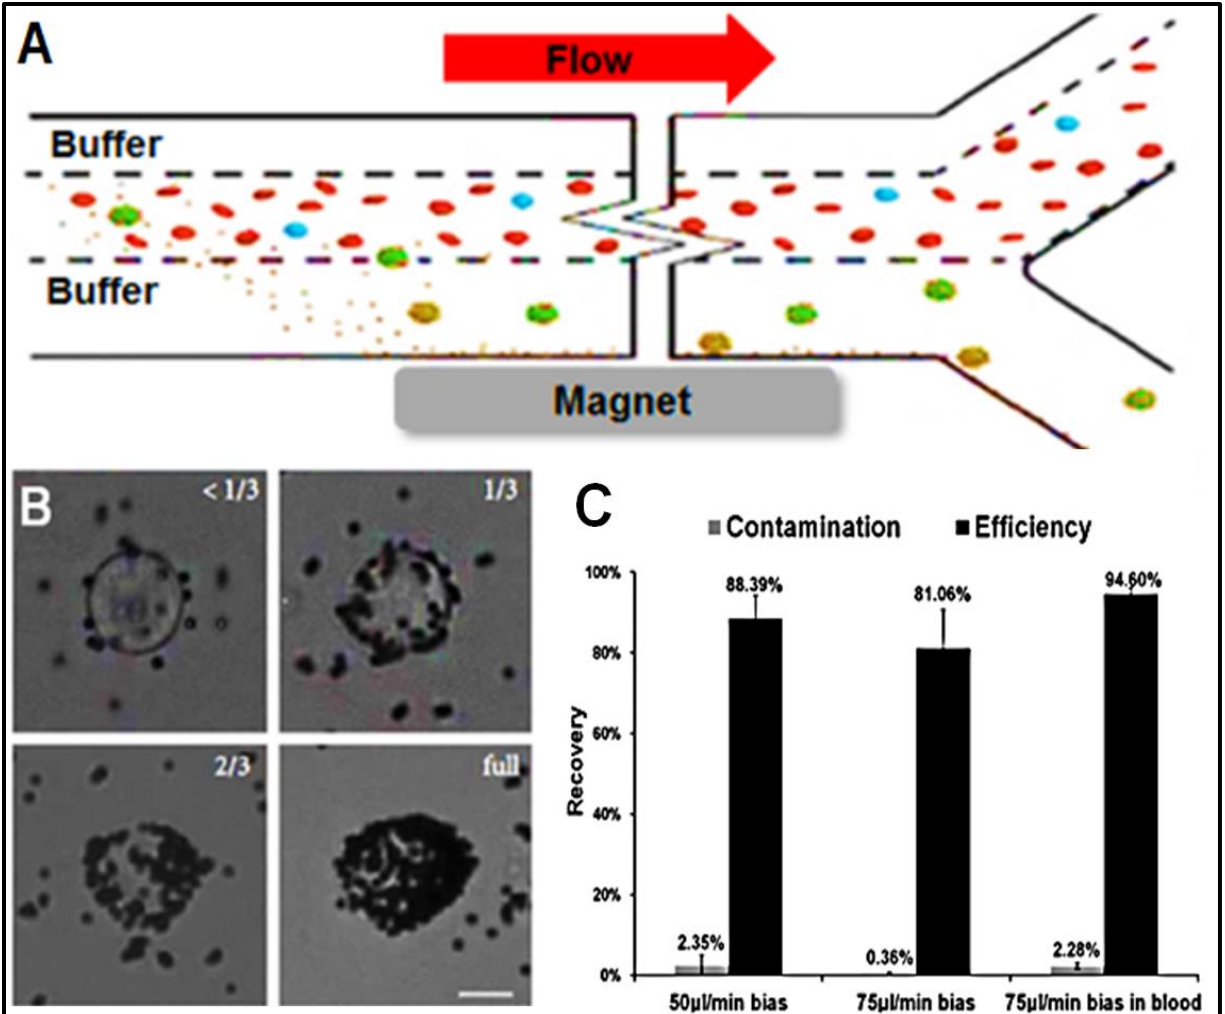 A
Flow
Buffer
Buffer
Magnet
B
< 1/3
1/3
2/3
full
C
Contamination Efficiency
Recovery
100%
80%
60%
40%
20%
0%
88.39%
81.06%
94.60%
2.35%
0.36%
2.28%
50µl/min bias
75µl/min bias
75µl/min bias in blood